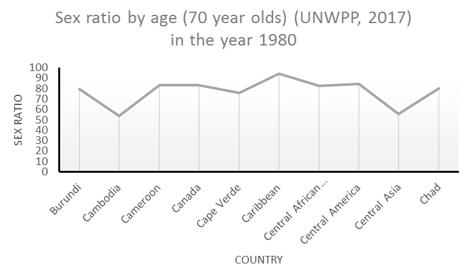 Sex ratio by age (70 year olds) (UNWPP, 2017)
in the year 1980
100
90
80
70
60
50
40
30
20
10
0
SEX RATIO
Burundi
Cambodia
Cameroon
Canada
Cape Verde
Caribbean
Central African...
Central America
Central Asia
Chad
COUNTRY